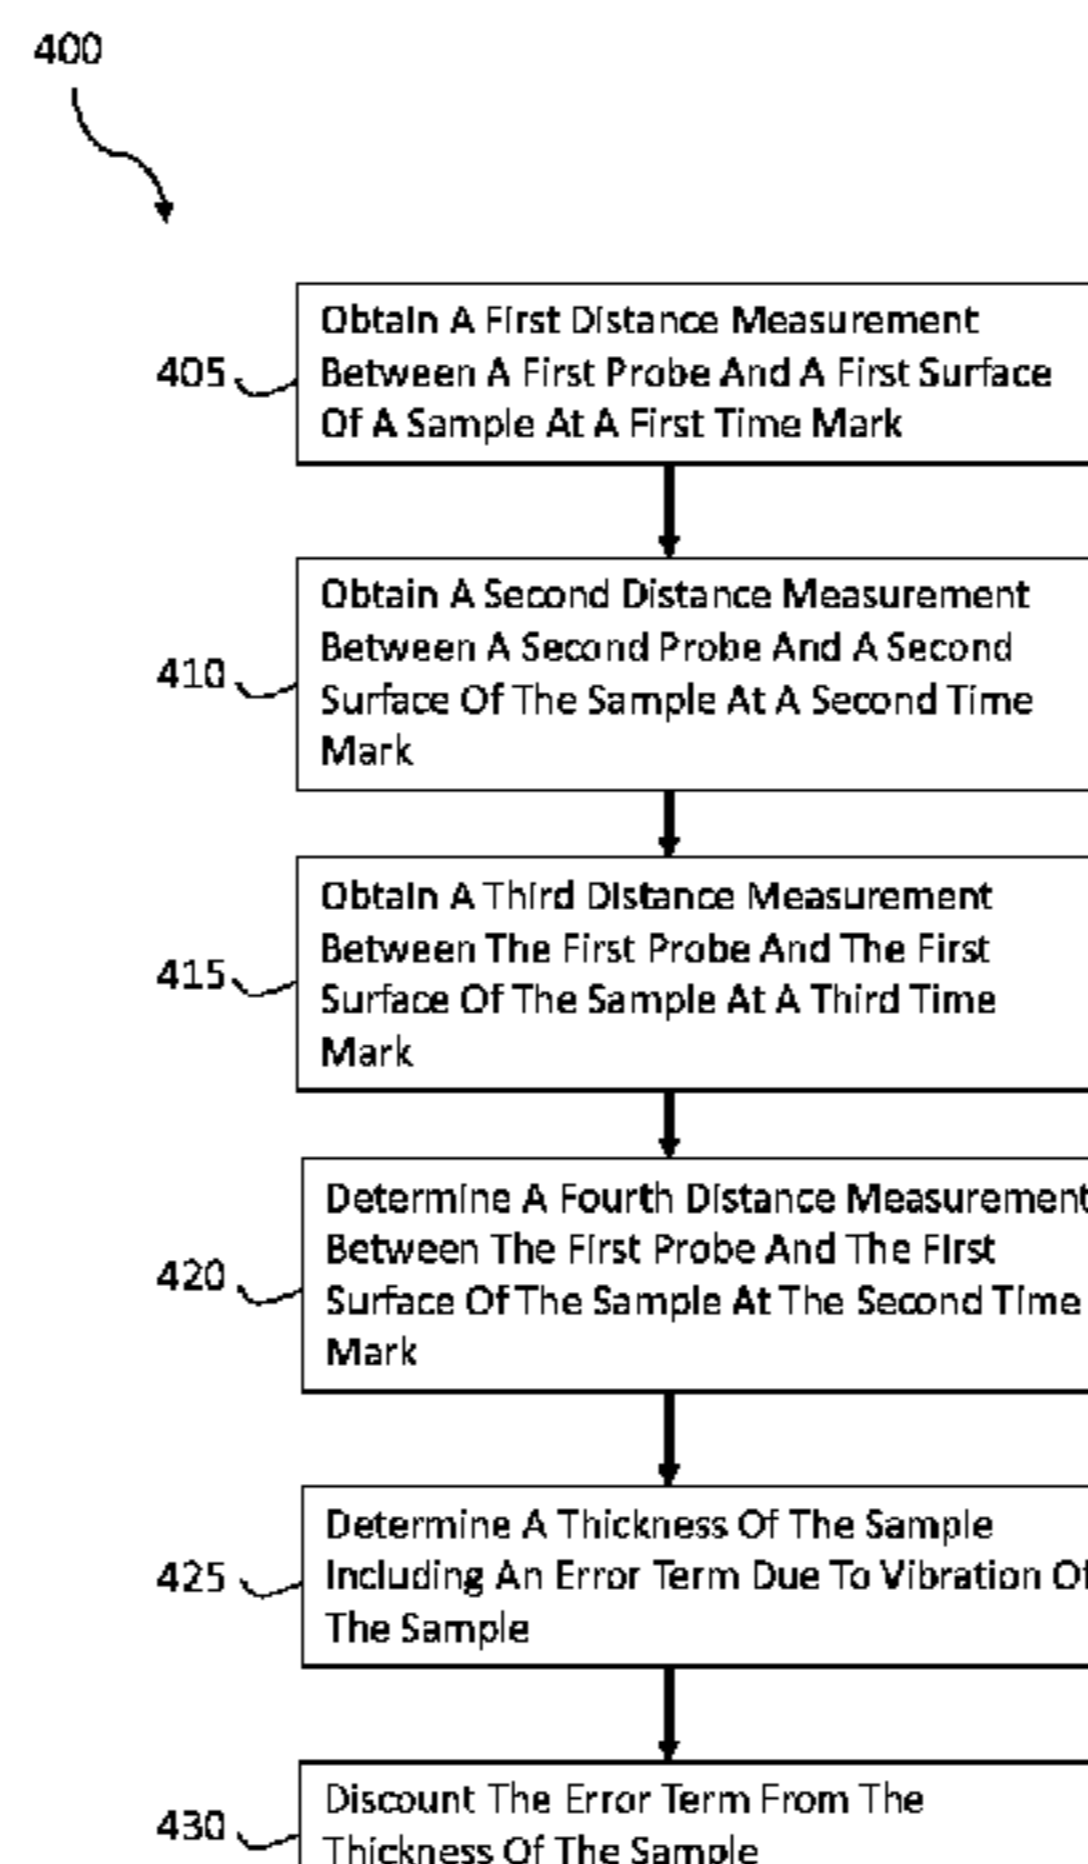 400
405
Obtain A First Distance Measurement
Between A First Probe And A First Surface
Of A Sample At A First Time Mark
410
Obtain A Second Distance Measurement
Between A Second Probe And A Second
Surface Of The Sample At A Second Time
Mark
415
Obtain A Third Distance Measurement
Between The First Probe And The First
Surface Of The Sample At A Third Time
Mark
420
Determine A Fourth Distance Measurement
Between The First Probe And The First
Surface Of The Sample At The Second Time
Mark
425
Determine A Thickness Of The Sample
Including An Error Term Due To Vibration Of
The Sample
430
Discount The Error Term From The
Thickness Of The Sample